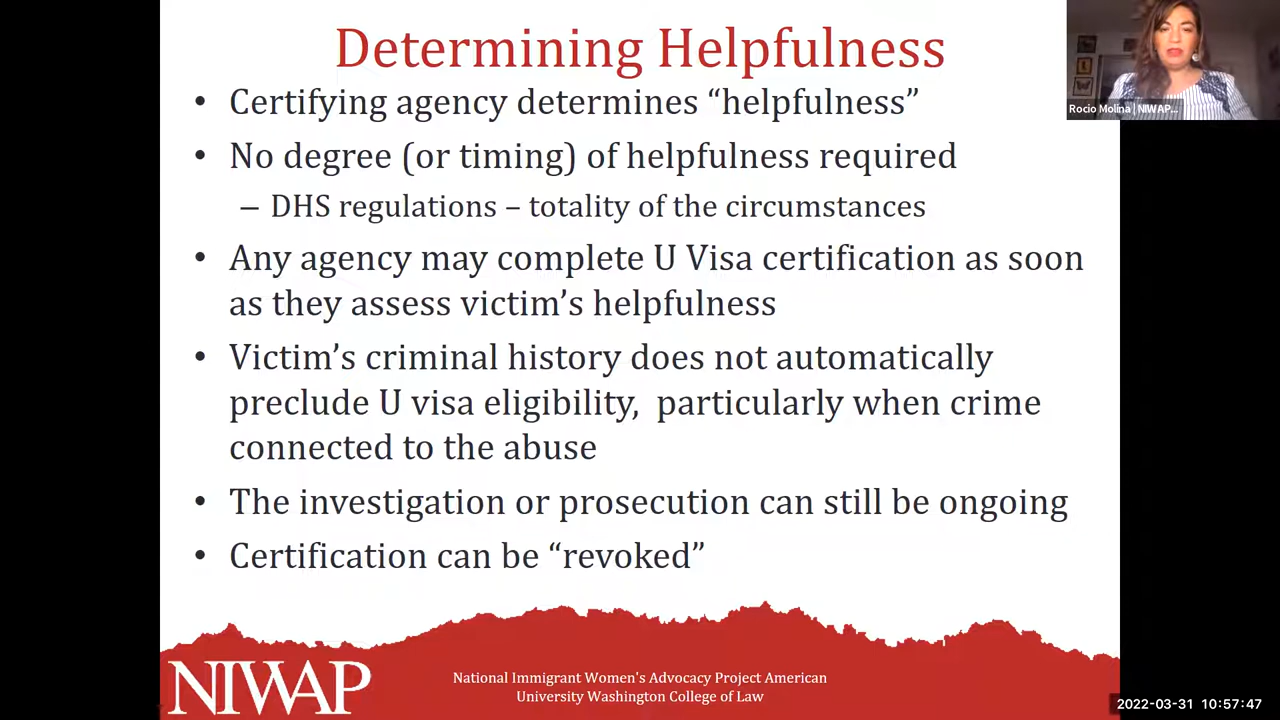 Determining Helpfulness
• Certifying agency determines “helpfulness”
• No degree (or timing) of helpfulness required
– DHS regulations – totality of the circumstances
• Any agency may complete U Visa certification as soon
as they assess victim’s helpfulness
• Victim’s criminal history does not automatically
preclude U visa eligibility,  particularly when crime
connected to the abuse
• The investigation or prosecution can still be ongoing
• Certification can be “revoked”
Rocio Molina | NIWAP...
NIWAP
National Immigrant Women's Advocacy Project American
University Washington College of Law
2022-03-31 10:57:47